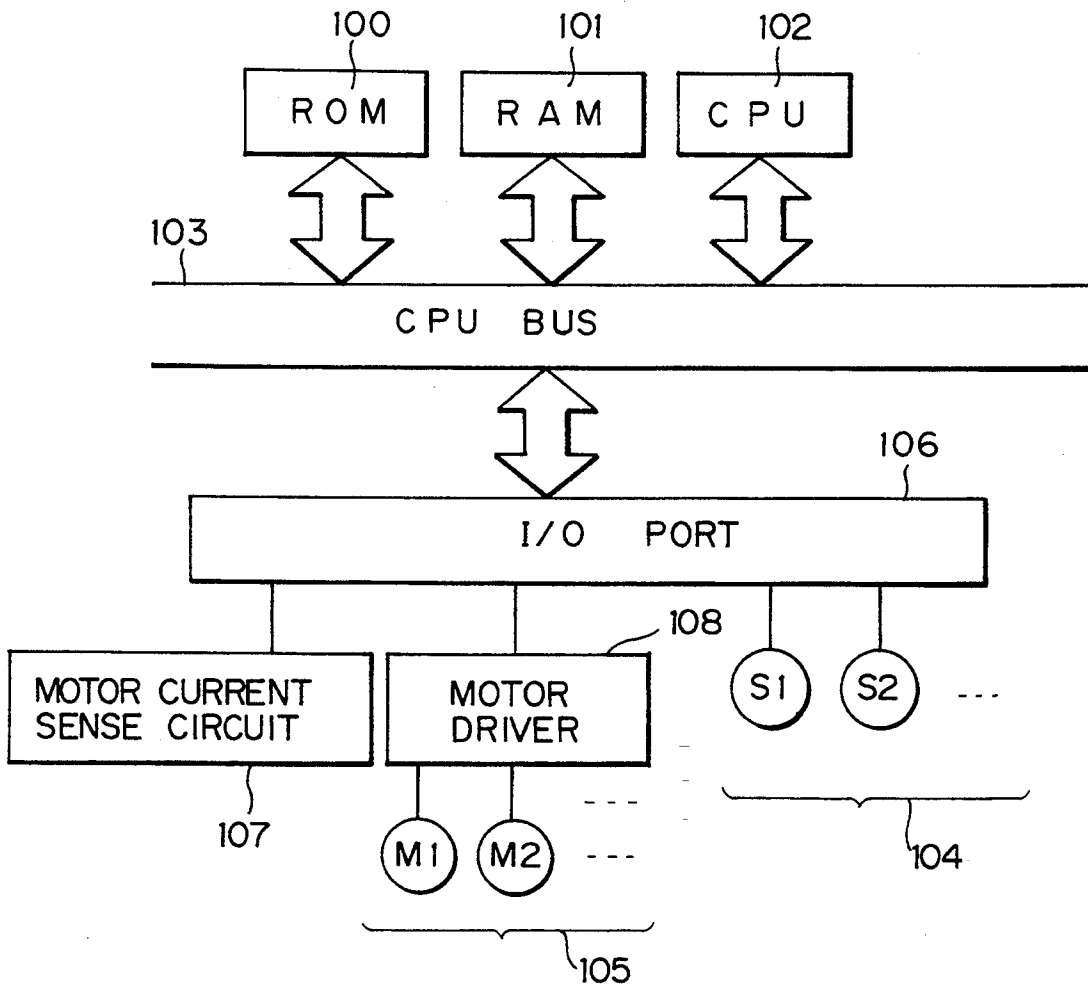 100 101 102
ROM RAM CPU
103
CPU BUS
106
I/O PORT
108
MOTOR CURRENT
SENSE CIRCUIT
MOTOR
DRIVER
S1 S2 ---
107
---
104
M1 M2 ---
105